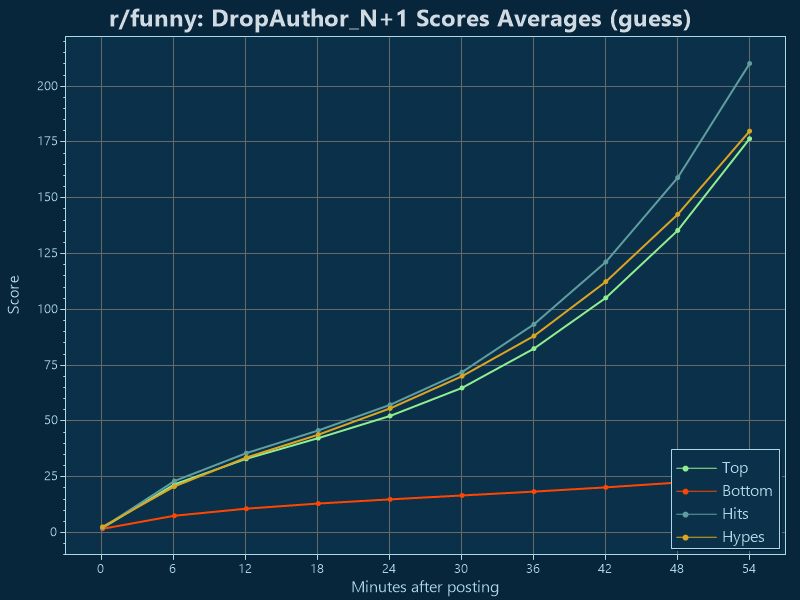 r/funny: DropAuthor_N+1 Scores Averages (guess)
Score
200
175
150
125
100
75
50
25
0
Top
Bottom
Hits
Hypes
0 6 12 18 24 30 36 42 48 54
Minutes after posting